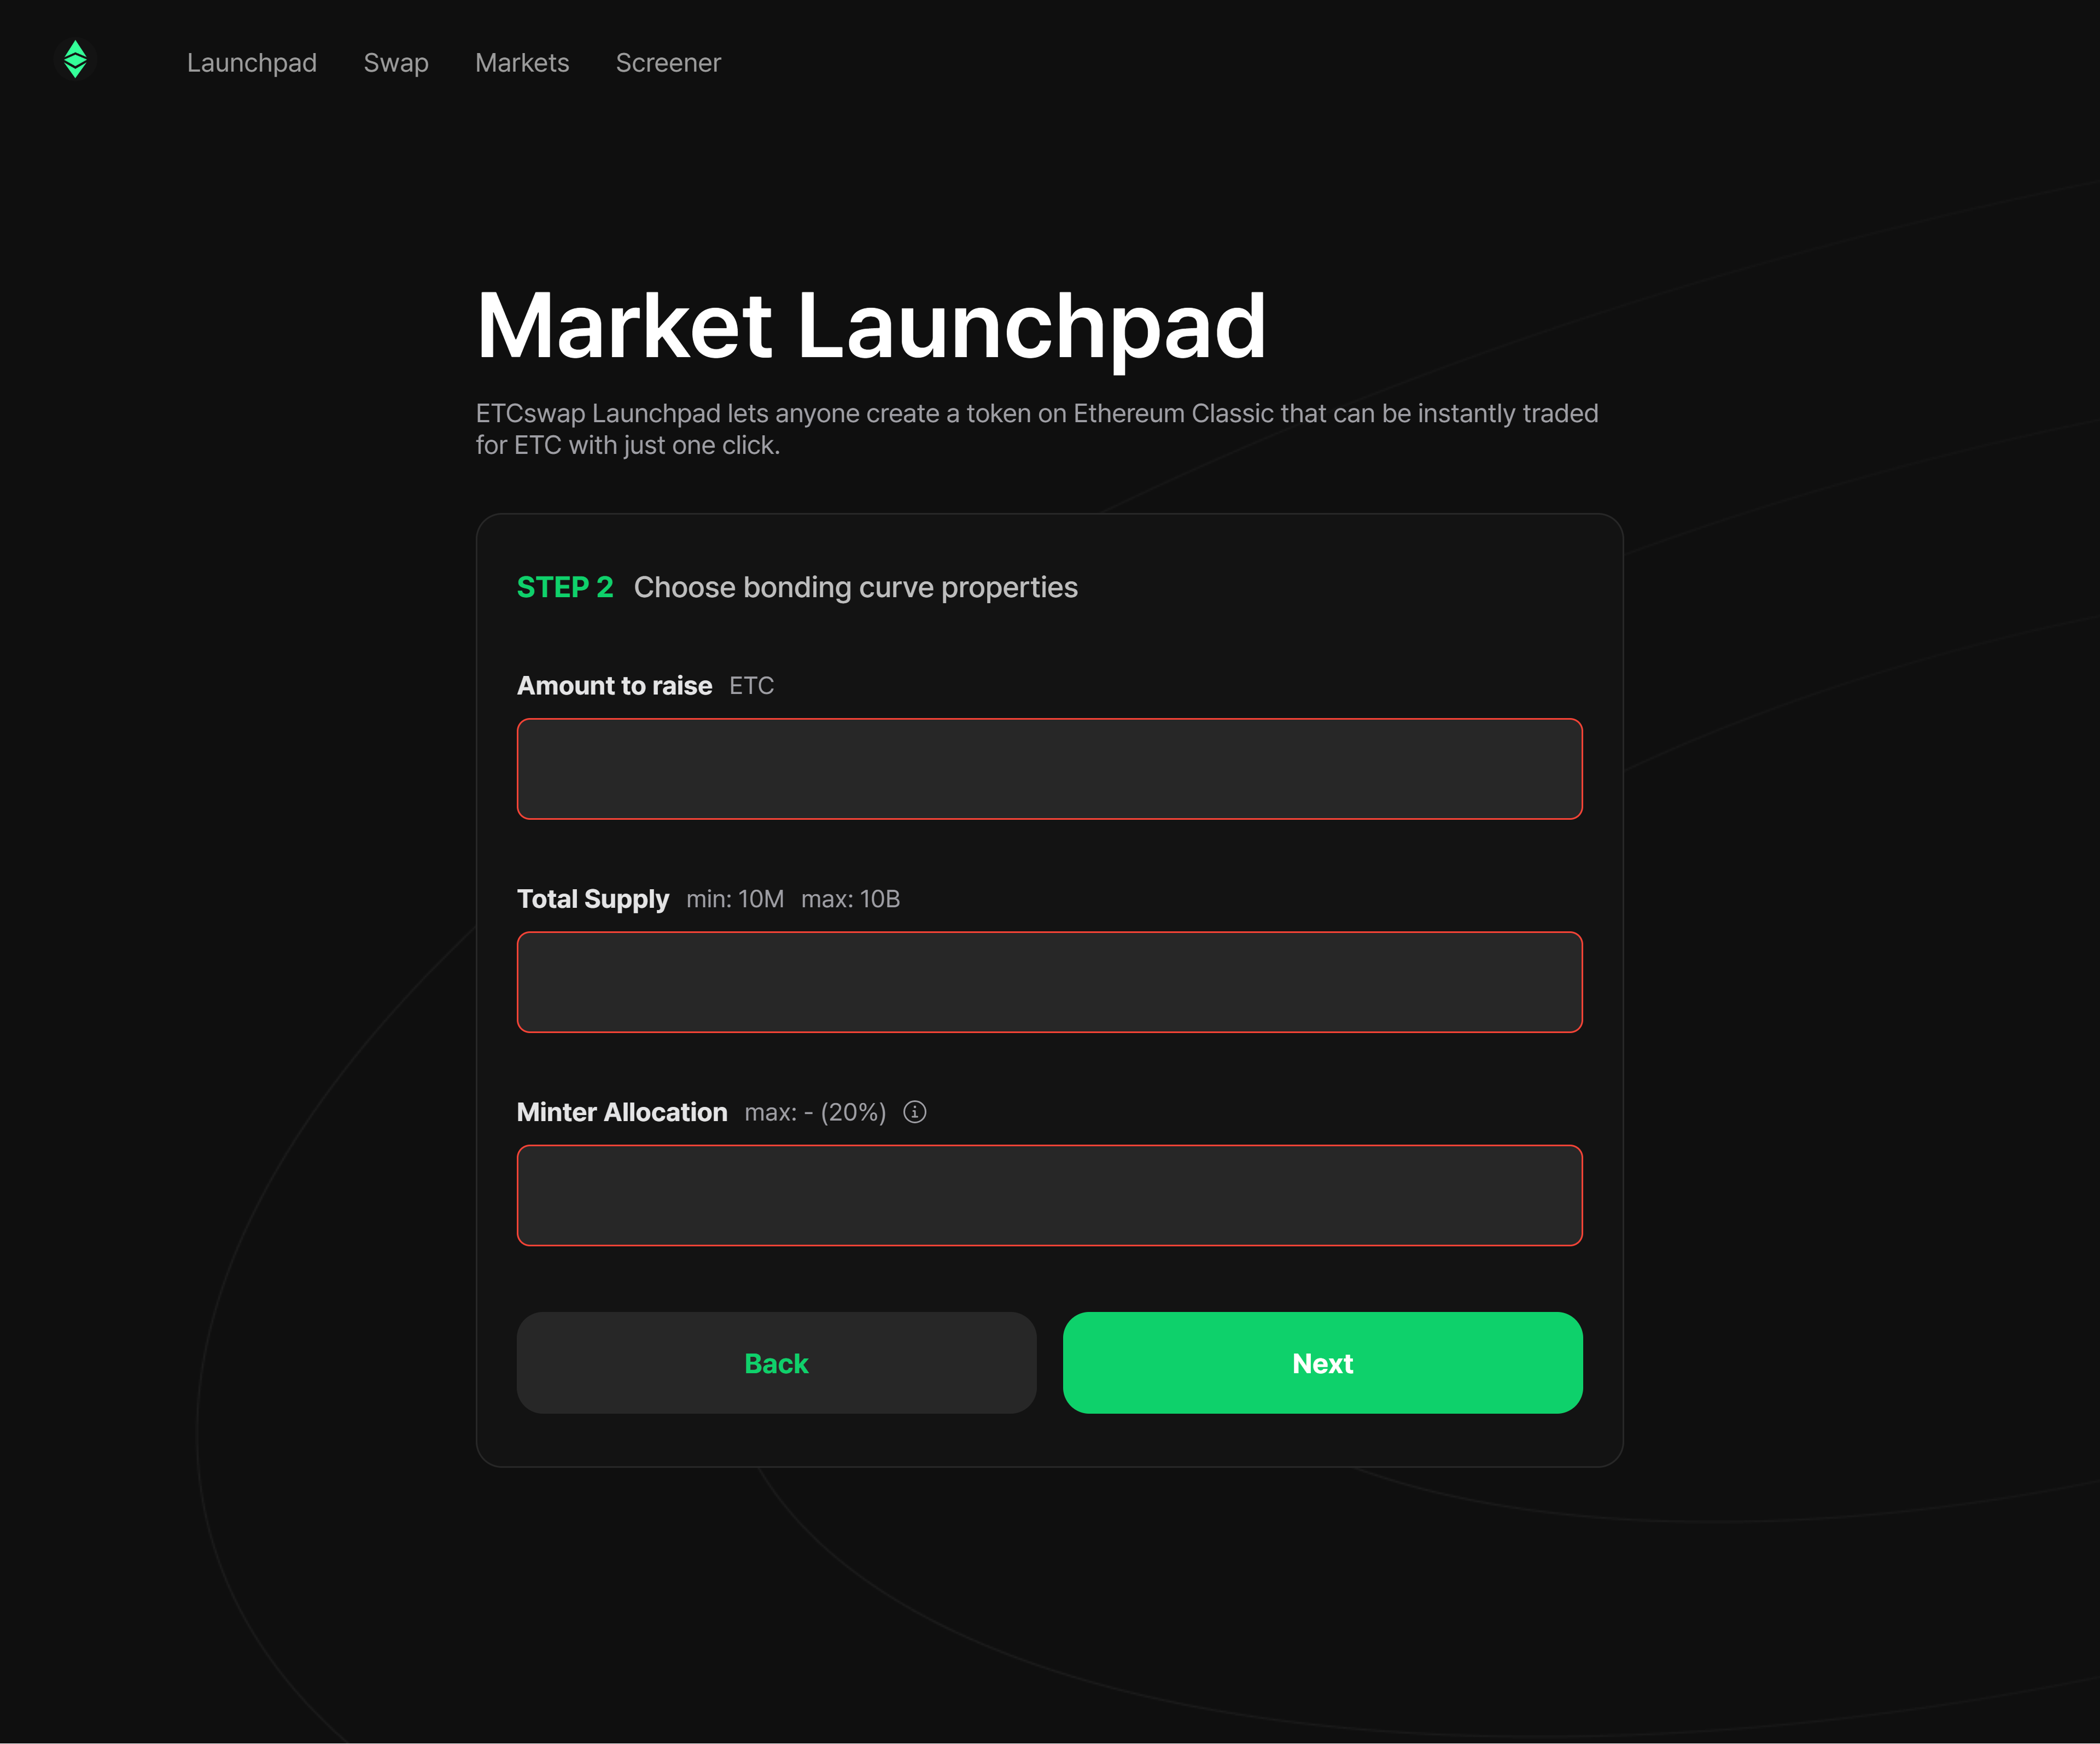 Launchpad Swap Markets Screener
Market Launchpad
ETCswap Launchpad lets anyone create a token on Ethereum Classic that can be instantly traded
for ETC with just one click.
STEP 2 Choose bonding curve properties
Amount to raise ETC
Total Supply min: 10M max: 10B
Minter Allocation max: - (20%)
Back Next